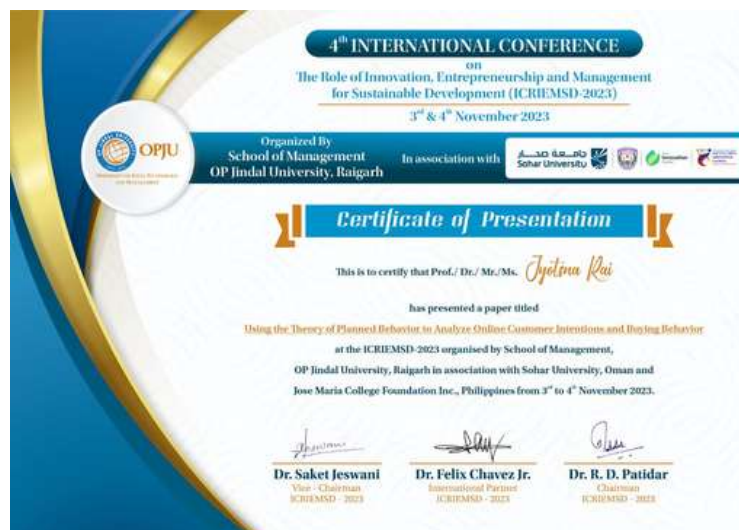 4th INTERNATIONAL CONFERENCE
on
The Role of Innovation, Entrepreneurship and Management
for Sustainable Development (ICRIEMSD-2023)
3rd & 4th November 2023
OPJU
Organized By
School of Management
OP Jindal University, Raigarh
In association with
جامعة صحار
Sohar University
Certificate of Presentation
This is to certify that Prof./ Dr./ Mr./Ms. Jyotina Rai
has presented a paper titled
Using the Theory of Planned Behavior to Analyze Online Customer Intentions and Buying Behavior
at the ICRIEMSD-2023 organised by School of Management,
OP Jindal University, Raigarh in association with Sohar University, Oman and
Jose Maria College Foundation Inc., Philippines from 3rd to 4th November 2023.
Dr. Saket Jeswani
Vice - Chairman
ICRIEMSD - 2023
Dr. Felix Chavez Jr.
International Partner
ICRIEMSD - 2023
Dr. R. D. Patidar
Chairman
ICRIEMSD - 2023